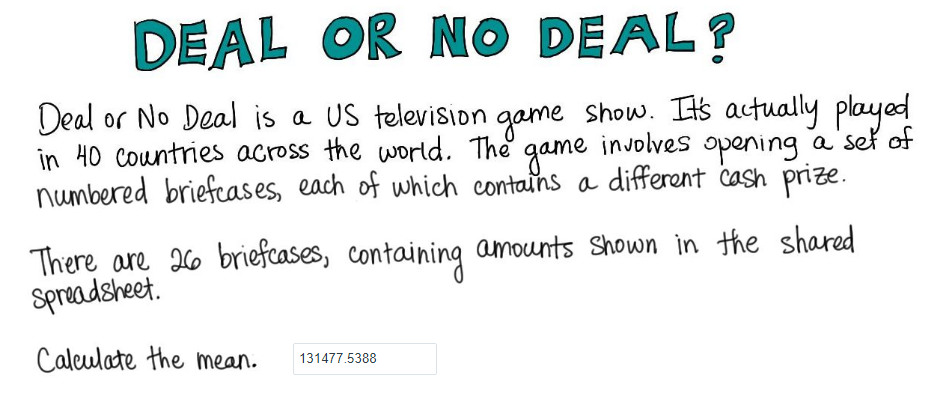 DEAL OR NO DEAL?
Deal or No Deal is a US television game show. It's actually played
in 40 countries across the world. The game involves opening a set of
numbered briefcases, each of which contains a different cash prize.
There are 26 briefcases, containing amounts shown in the shared
spreadsheet.
Calculate the mean. 131477.5388